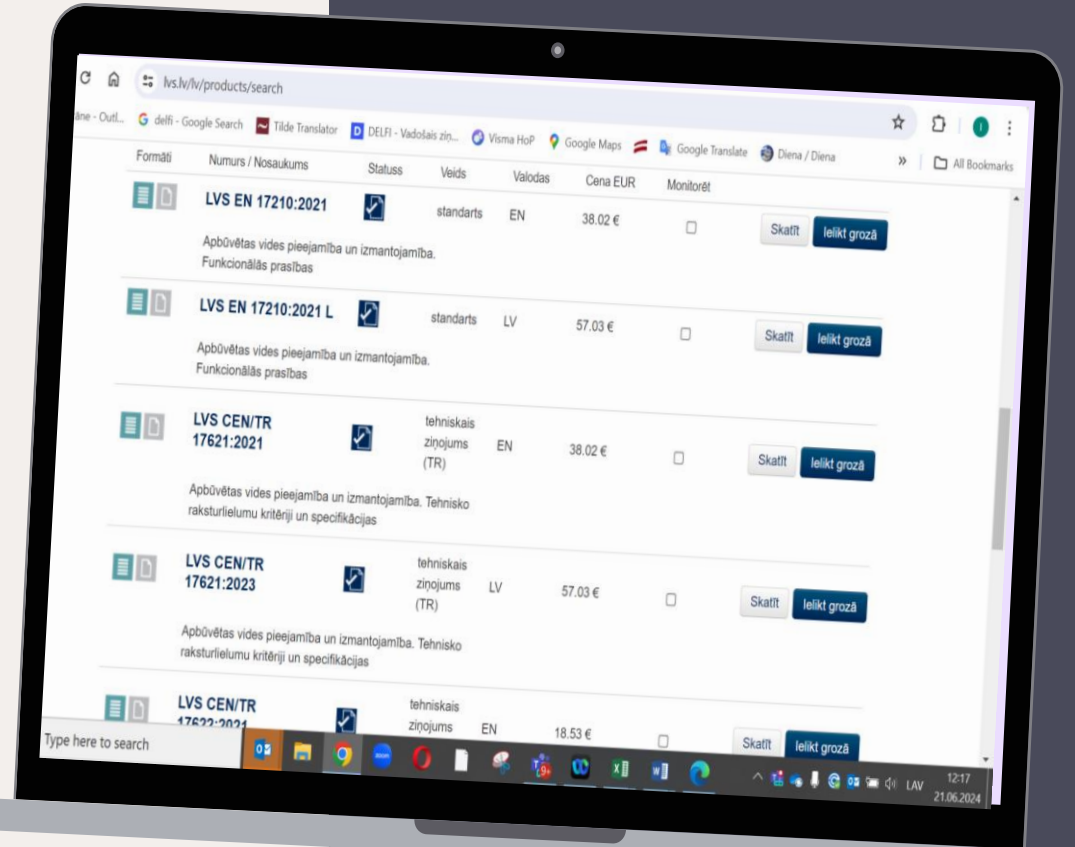 lvs.lv/lv/products/search
āne - Outl... delfi - Google Search Tilde Translator DELFI - Vadošais ziņ... Visma HoP Google Maps Google Translate Diena / Diena » All Bookmarks
Formāti Numurs / Nosaukums Statuss Veids Valodas Cena EUR Monitorēt
LVS EN 17210:2021 standarts EN 38.02 € Skatīt Ielikt grozā
Apbūvētas vides pieejamība un izmantojamība.
Funkcionālās prasības
LVS EN 17210:2021 L standarts LV 57.03 € Skatīt Ielikt grozā
Apbūvētas vides pieejamība un izmantojamība.
Funkcionālās prasības
LVS CEN/TR tehniskais
17621:2021 ziņojums EN 38.02 € Skatīt Ielikt grozā
(TR)
Apbūvētas vides pieejamība un izmantojamība. Tehnisko
raksturlielumu kritēriji un specifikācijas
LVS CEN/TR tehniskais
17621:2023 ziņojums LV 57.03 € Skatīt Ielikt grozā
(TR)
Apbūvētas vides pieejamība un izmantojamība. Tehnisko
raksturlielumu kritēriji un specifikācijas
LVS CEN/TR tehniskais
17622:2021 ziņojums EN 18.53 € Skatīt Ielikt grozā
Type here to search zoom 9+ LAV 12:17
21.06.2024